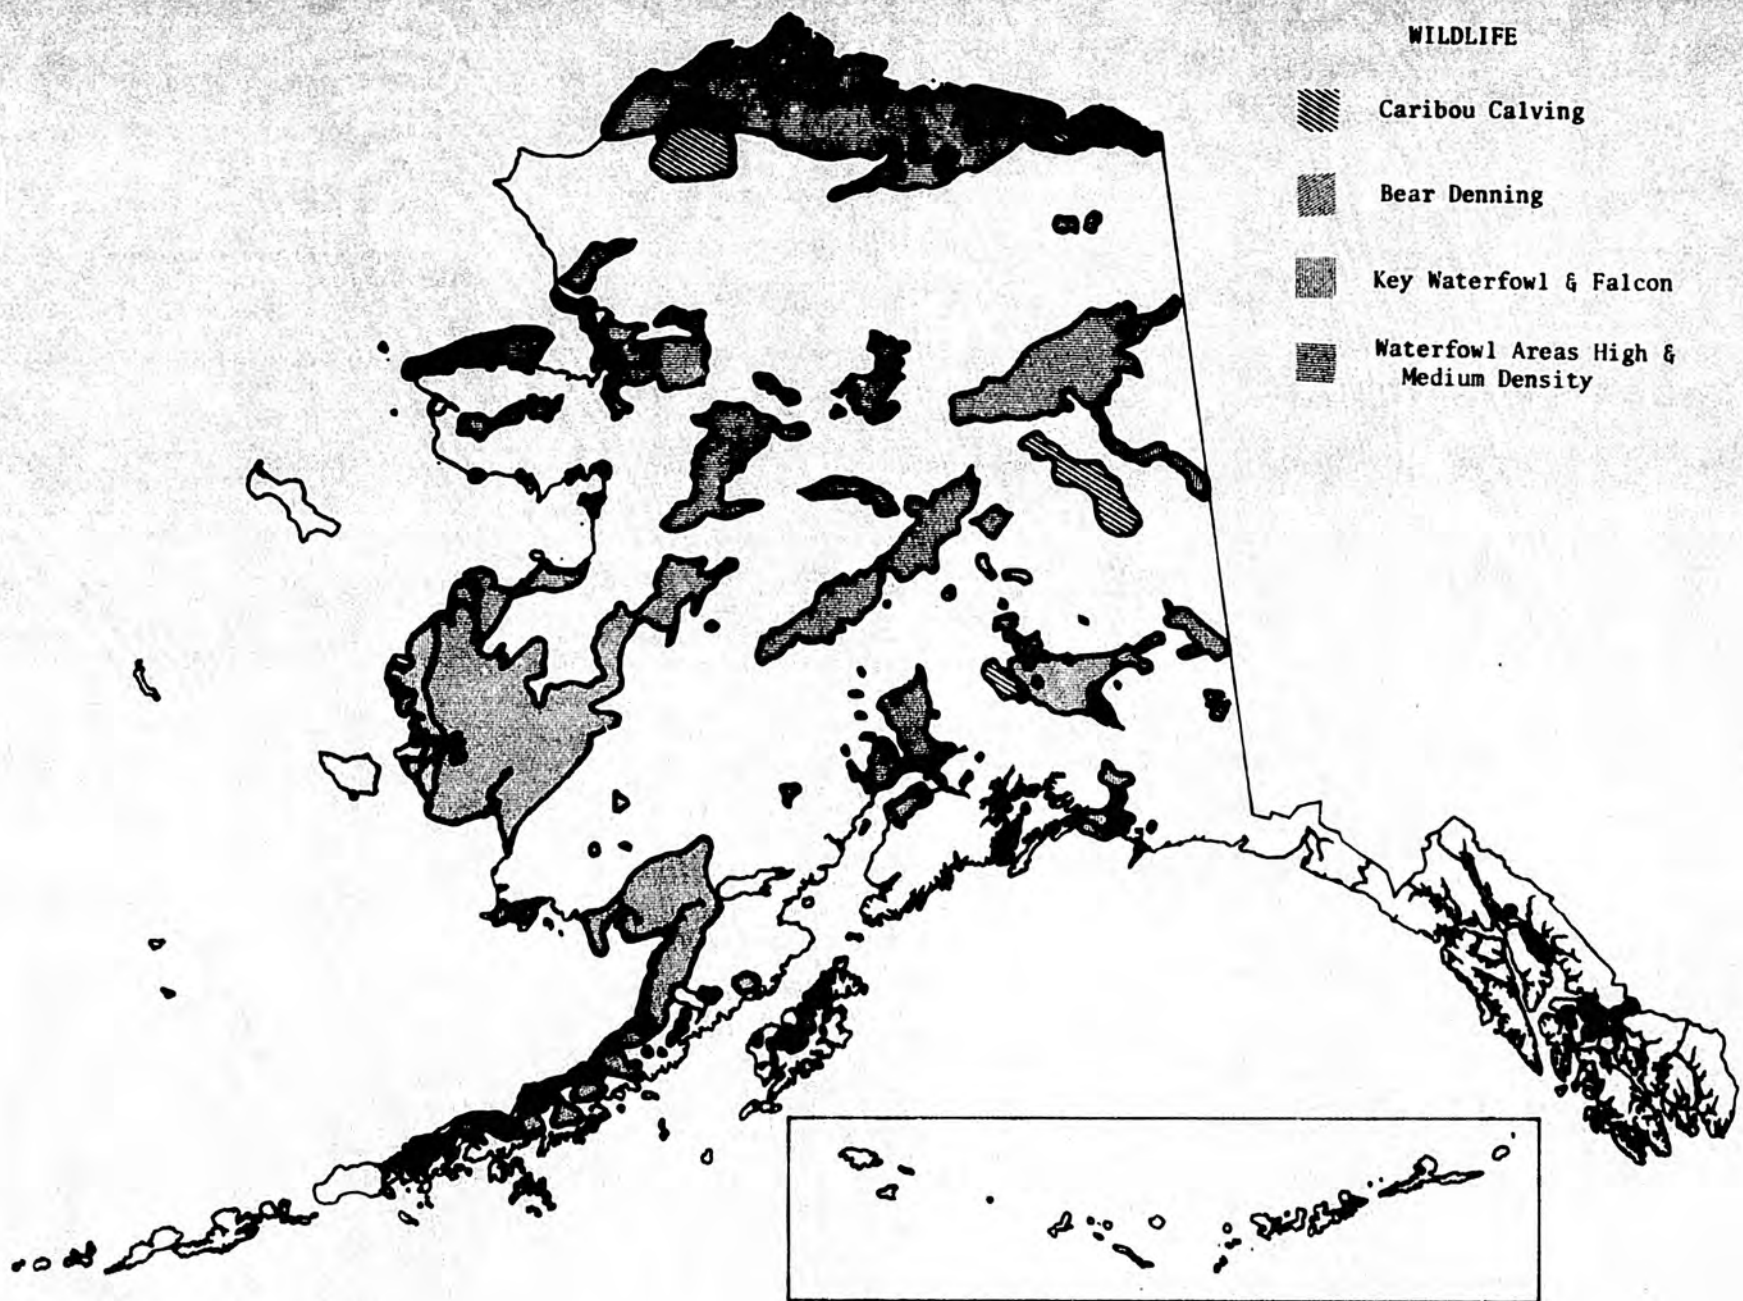 WILDLIFE
Caribou Calving
Bear Denning
Key Waterfowl & Falcon
Waterfowl Areas High &
Medium Density